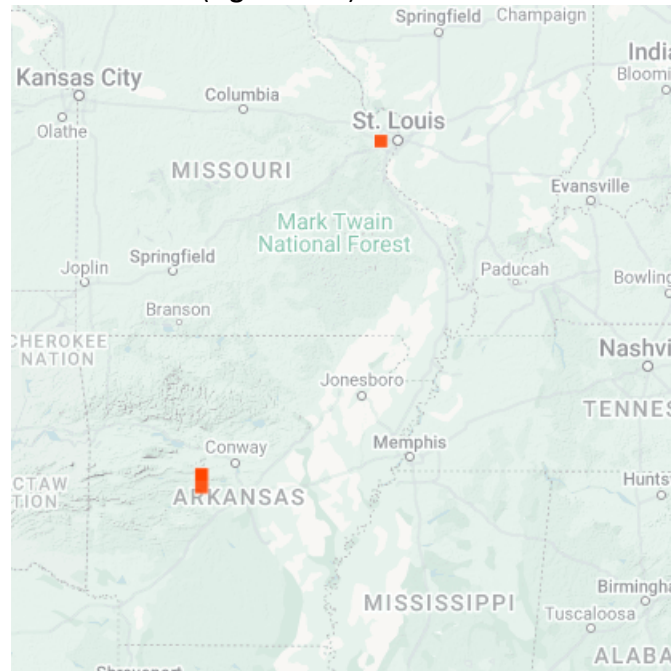 Springfield
Champaign
Kansas City
India
Bloomi
Columbia
St. Louis
Olathe
MISSOURI
Evansville
Mark Twain
National Forest
Springfield
Joplin
Paducah
Bowling
Branson
CHEROKEE
NATION
Nashvi
Jonesboro
TENNES
Conway
Memphis
CTAW
TION
ARKANSAS
Hunts
MISSISSIPPI
Birmingha
Tuscaloosa
ALABA